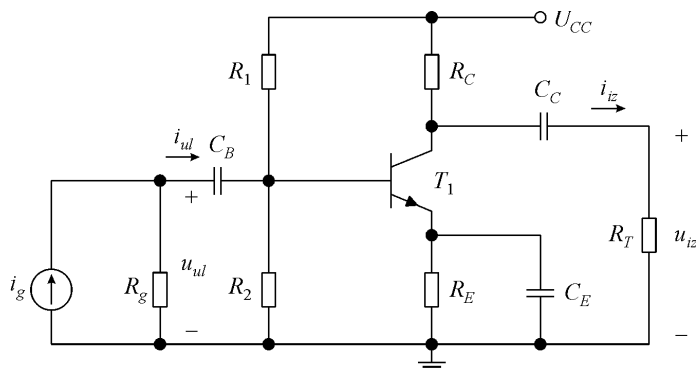 U_CC
R_1
R_C
C_C
i_iz
i_ul
C_B
+
+
T_1
i_g
R_g
u_ul
R_2
R_E
C_E
R_T
u_iz
−
−